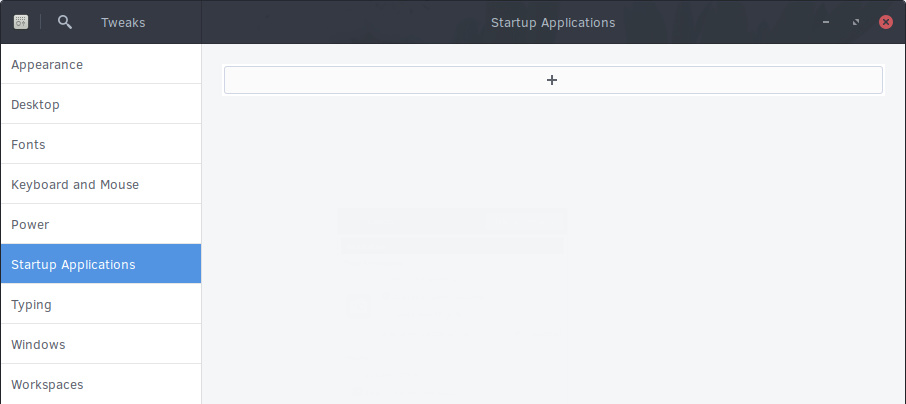 Tweaks
Startup Applications
Appearance
Desktop
Fonts
Keyboard and Mouse
Power
Startup Applications
Typing
Windows
Workspaces